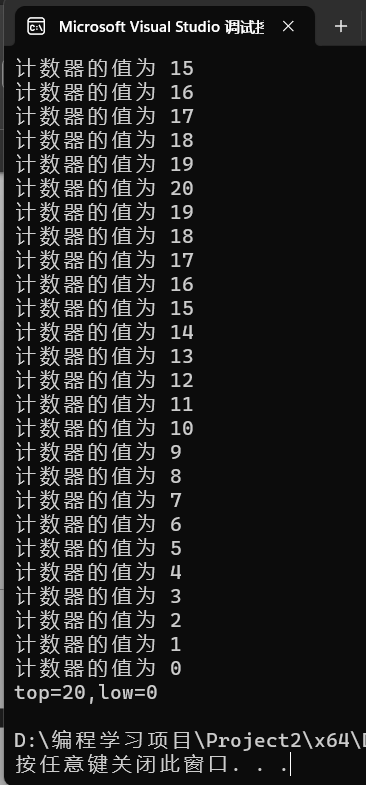 Microsoft Visual Studio 调试
计数器的值为 15
计数器的值为 16
计数器的值为 17
计数器的值为 18
计数器的值为 19
计数器的值为 20
计数器的值为 19
计数器的值为 18
计数器的值为 17
计数器的值为 16
计数器的值为 15
计数器的值为 14
计数器的值为 13
计数器的值为 12
计数器的值为 11
计数器的值为 10
计数器的值为 9
计数器的值为 8
计数器的值为 7
计数器的值为 6
计数器的值为 5
计数器的值为 4
计数器的值为 3
计数器的值为 2
计数器的值为 1
计数器的值为 0
top=20,low=0
D:\编程学习项目\Project2\x64\
按任意键关闭此窗口. . .